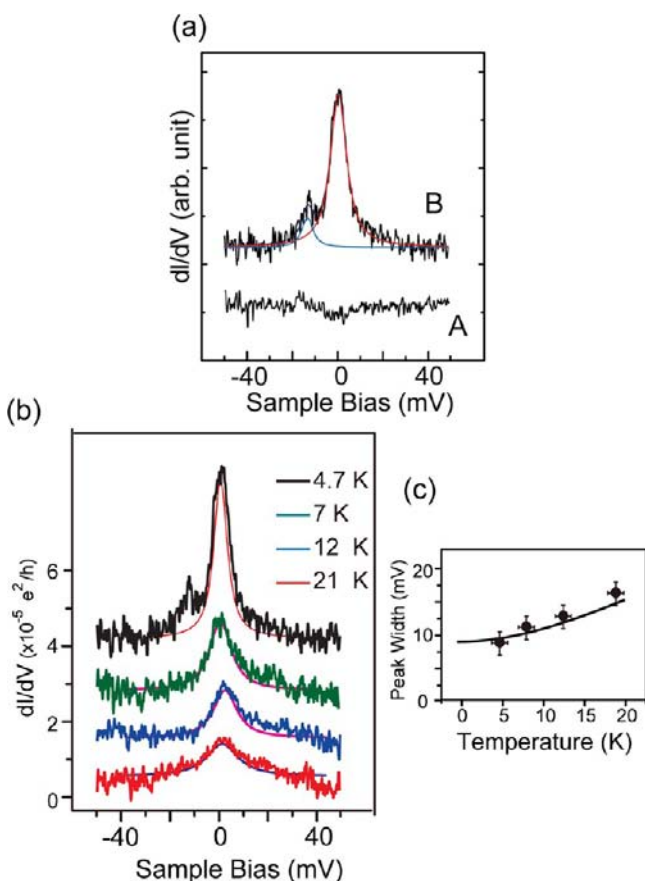 (a)
dI/dV (arb. unit)
B
A
-40 0 40
Sample Bias (mV)
(b)
4.7 K
7 K
12 K
21 K
dI/dV (x10⁻⁵ e²/h)
6
4
2
0
-40 0 40
Sample Bias (mV)
(c)
Peak Width (mV)
20
10
0
0 5 10 15 20
Temperature (K)